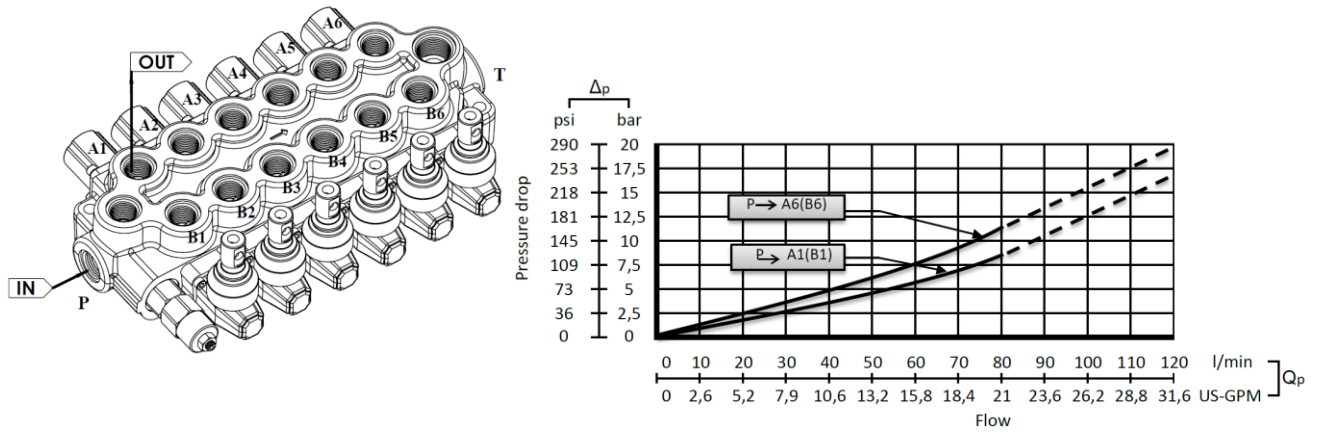 A6
A5
A4
A3
A2
A1
OUT
T
B6
B5
B4
B3
B2
B1
IN
P
Δp
psi bar
290 20
253 17,5
218 15
181 12,5
145 10
109 7,5
73 5
36 2,5
0 0
Pressure drop
P→ A6(B6)
P→ A1(B1)
0 10 20 30 40 50 60 70 80 90 100 110 120 l/min
Qp
0 2,6 5,2 7,9 10,6 13,2 15,8 18,4 21 23,6 26,2 28,8 31,6 US-GPM
Flow